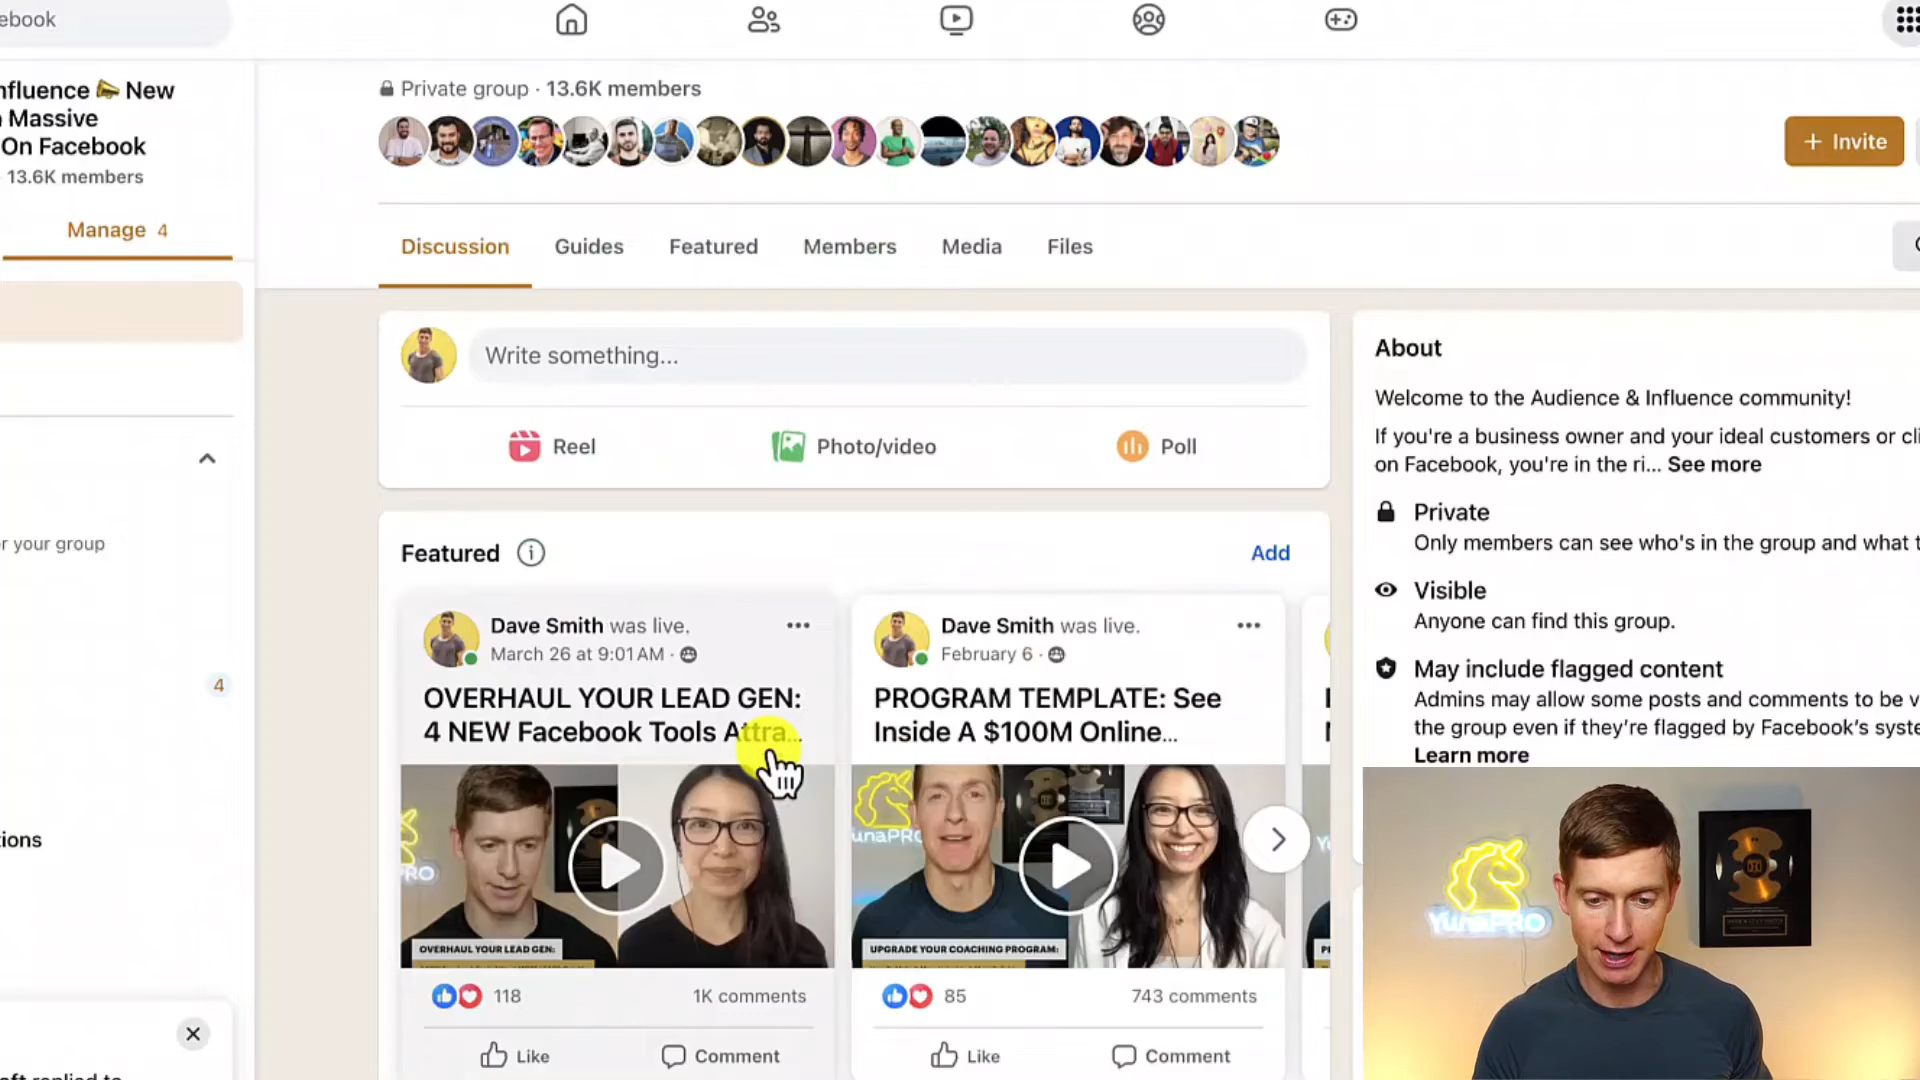 ebook
nfluence New
Massive
On Facebook
13.6K members
Manage 4
r your group
4
ions
replied to
Private group · 13.6K members
+ Invite
Discussion
Guides
Featured
Members
Media
Files
Write something...
Reel
Photo/video
Poll
Featured
Add
Dave Smith was live.
March 26 at 9:01 AM ·
OVERHAUL YOUR LEAD GEN:
4 NEW Facebook Tools Attra...
PRO
OVERHAUL YOUR LEAD GEN:
118
1K comments
Like
Comment
Dave Smith was live.
February 6 ·
PROGRAM TEMPLATE: See
Inside A $100M Online...
unaPRO
UPGRADE YOUR COACHING PROGRAM:
85
743 comments
Like
Comment
About
Welcome to the Audience & Influence community!
If you're a business owner and your ideal customers or cli
on Facebook, you're in the ri... See more
Private
Only members can see who's in the group and what t
Visible
Anyone can find this group.
May include flagged content
Admins may allow some posts and comments to be v
the group even if they're flagged by Facebook's syste
Learn more
YunaPRO